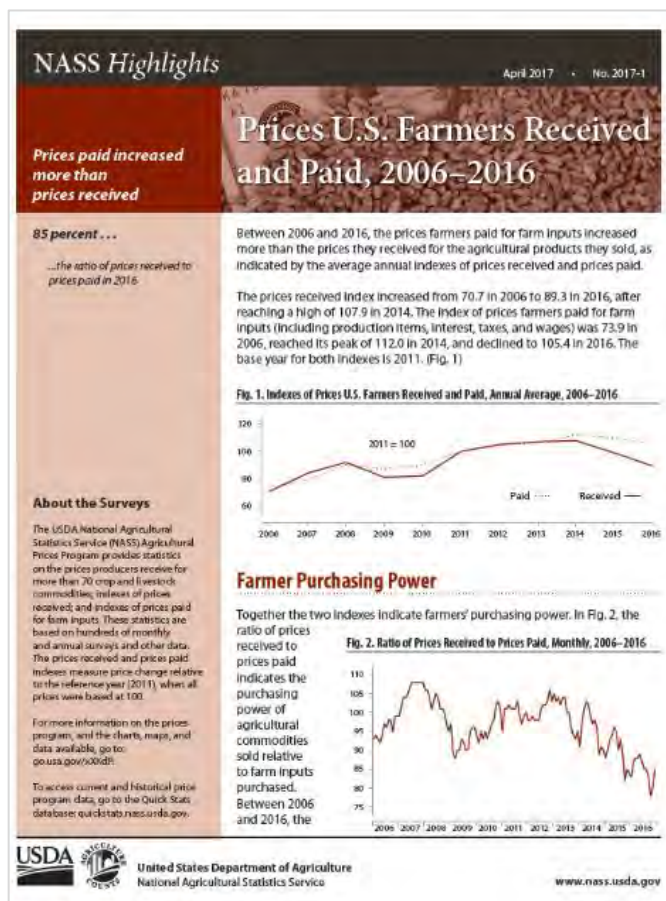 NASS Highlights
April 2017 • No. 2017-1
Prices paid increased
more than
prices received
Prices U.S. Farmers Received
and Paid, 2006–2016
85 percent . . .
...the ratio of prices received to
prices paid in 2016
Between 2006 and 2016, the prices farmers paid for farm inputs increased
more than the prices they received for the agricultural products they sold, as
indicated by the average annual indexes of prices received and prices paid.
The prices received index increased from 70.7 in 2006 to 89.3 in 2016, after
reaching a high of 107.9 in 2014. The index of prices farmers paid for farm
inputs (including production items, interest, taxes, and wages) was 73.9 in
2006, reached its peak of 112.0 in 2014, and declined to 105.4 in 2016. The
base year for both indexes is 2011. (Fig. 1)
Fig. 1. Indexes of Prices U.S. Farmers Received and Paid, Annual Average, 2006–2016
120
100
80
60
2011 = 100
Paid ····· Received —
2006 2007 2008 2009 2010 2011 2012 2013 2014 2015 2016
About the Surveys
The USDA National Agricultural
Statistics Service (NASS) Agricultural
Prices Program provides statistics
on the prices producers receive for
more than 70 crop and livestock
commodities; indexes of prices
received; and indexes of prices paid
for farm inputs. These statistics are
based on hundreds of monthly
and annual surveys and other data.
The prices received and prices paid
indexes measure price change relative
to the reference year (2011), when all
prices were based at 100.
For more information on the prices
program, and the charts, maps, and
data available, go to:
To access current and historical price
program data, go to the Quick Stats
database: quickstats.nass.usda.gov.
Farmer Purchasing Power
Together the two indexes indicate farmers' purchasing power. In Fig. 2, the
ratio of prices
received to
prices paid
indicates the
purchasing
power of
agricultural
commodities
sold relative
to farm inputs
purchased.
Between 2006
and 2016, the
Fig. 2. Ratio of Prices Received to Prices Paid, Monthly, 2006–2016
110
105
100
95
90
85
80
75
2006 2007 2008 2009 2010 2011 2012 2013 2014 2015 2016
USDA
United States Department of Agriculture
National Agricultural Statistics Service
www.nass.usda.gov